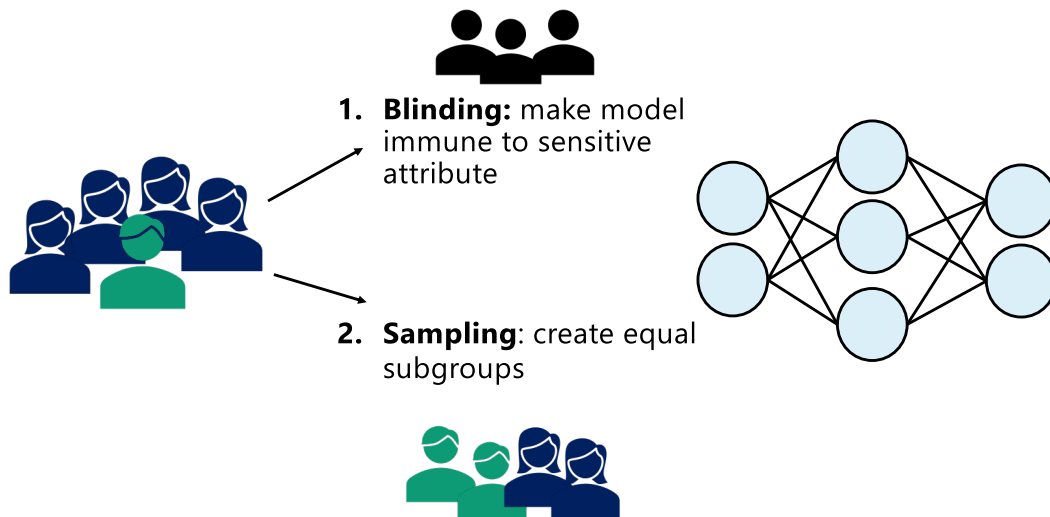 1. Blinding: make model
immune to sensitive
attribute
2. Sampling: create equal
subgroups